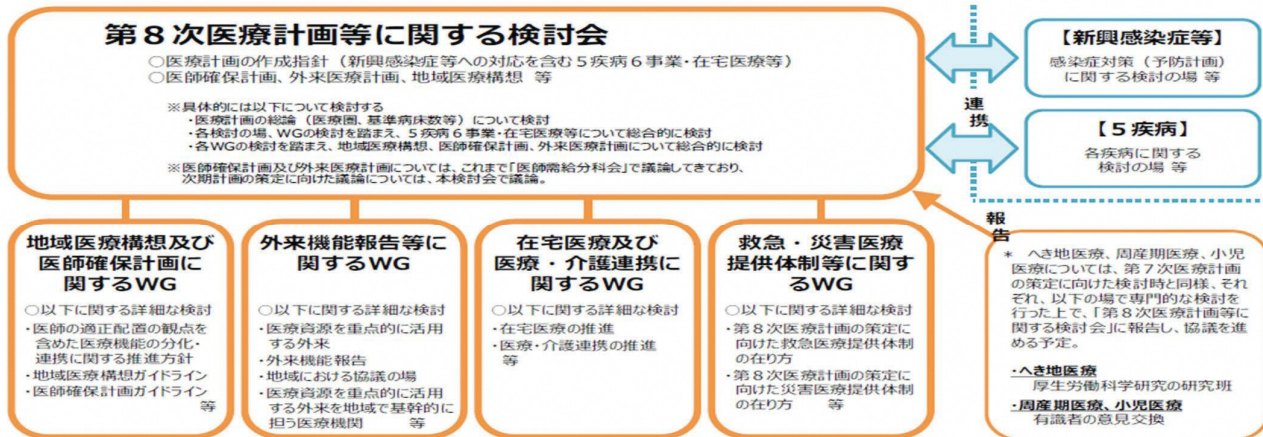 第８次医療計画等に関する検討会
○医療計画の作成指針（新興感染症等への対応を含む５疾病６事業・在宅医療等）
○医師確保計画、外来医療計画、地域医療構想 等
※具体的には以下について検討する
・医療計画の総論（医療圏、基準病床数等）について検討
・各検討の場、WGの検討を踏まえ、５疾病６事業・在宅医療等について総合的に検討
・各WGの検討を踏まえ、地域医療構想、医師確保計画、外来医療計画について総合的に検討
※医師確保計画及び外来医療計画については、これまで「医師需給分科会」で議論してきており、
次期計画の策定に向けた議論については、本検討会で議論。
連携
【新興感染症等】
感染症対策（予防計画）
に関する検討の場 等
【５疾病】
各疾病に関する
検討の場 等
地域医療構想及び
医師確保計画に
関するWG
○以下に関する詳細な検討
・医師の適正配置の観点を
含めた医療機能の分化・
連携に関する推進方針
・地域医療構想ガイドライン
・医師確保計画ガイドライン
等
外来機能報告等に
関するWG
○以下に関する詳細な検討
・医療資源を重点的に活用
する外来
・外来機能報告
・地域における協議の場
・医療資源を重点的に活用
する外来を地域で基幹的に
担う医療機関 等
在宅医療及び
医療・介護連携に
関するWG
○以下に関する詳細な検討
・在宅医療の推進
・医療・介護連携の推進
等
救急・災害医療
提供体制等に関す
るWG
○以下に関する詳細な検討
・第８次医療計画の策定に
向けた救急医療提供体制
の在り方
・第８次医療計画の策定に
向けた災害医療提供体制
の在り方 等
報告
＊ へき地医療、周産期医療、小児
医療については、第７次医療計画
の策定に向けた検討時と同様、それ
ぞれ、以下の場で専門的な検討を
行った上で、「第８次医療計画等に
関する検討会」に報告し、協議を進
める予定。
・へき地医療
厚生労働科学研究の研究班
・周産期医療、小児医療
有識者の意見交換